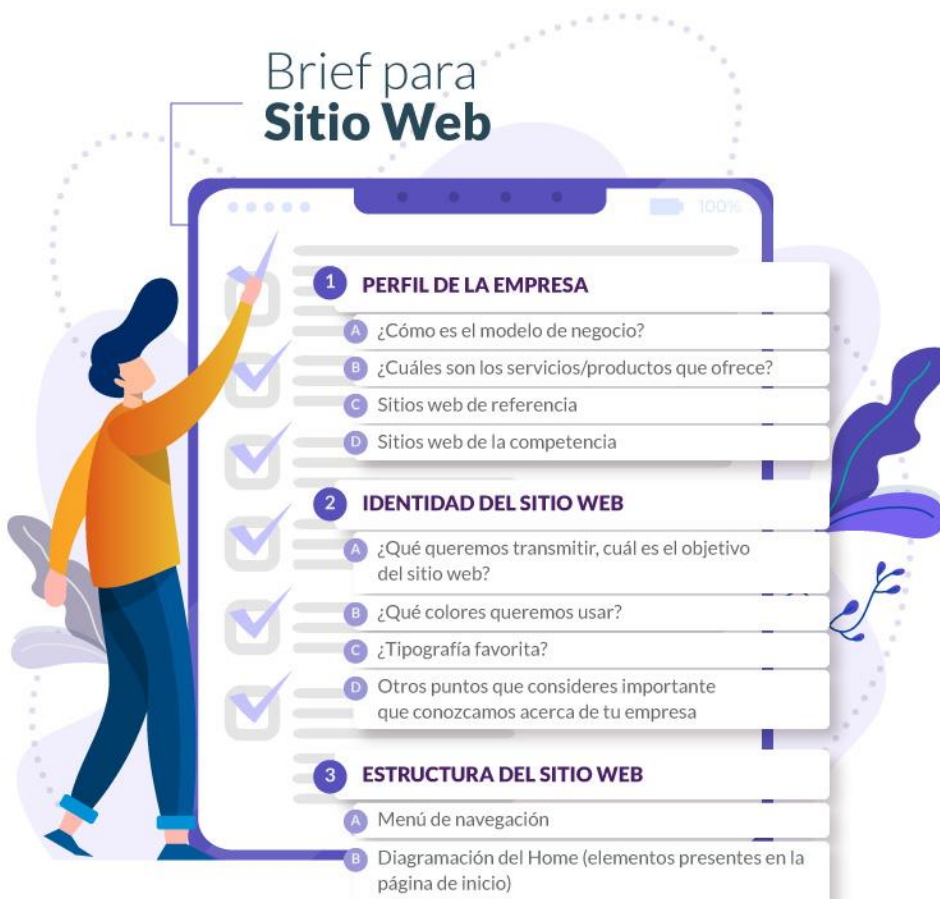 Brief para
Sitio Web
100%
1 PERFIL DE LA EMPRESA
A ¿Cómo es el modelo de negocio?
B ¿Cuáles son los servicios/productos que ofrece?
C Sitios web de referencia
D Sitios web de la competencia
2 IDENTIDAD DEL SITIO WEB
A ¿Qué queremos transmitir, cuál es el objetivo
del sitio web?
B ¿Qué colores queremos usar?
C ¿Tipografía favorita?
D Otros puntos que consideres importante
que conozcamos acerca de tu empresa
3 ESTRUCTURA DEL SITIO WEB
A Menú de navegación
B Diagramación del Home (elementos presentes en la
página de inicio)